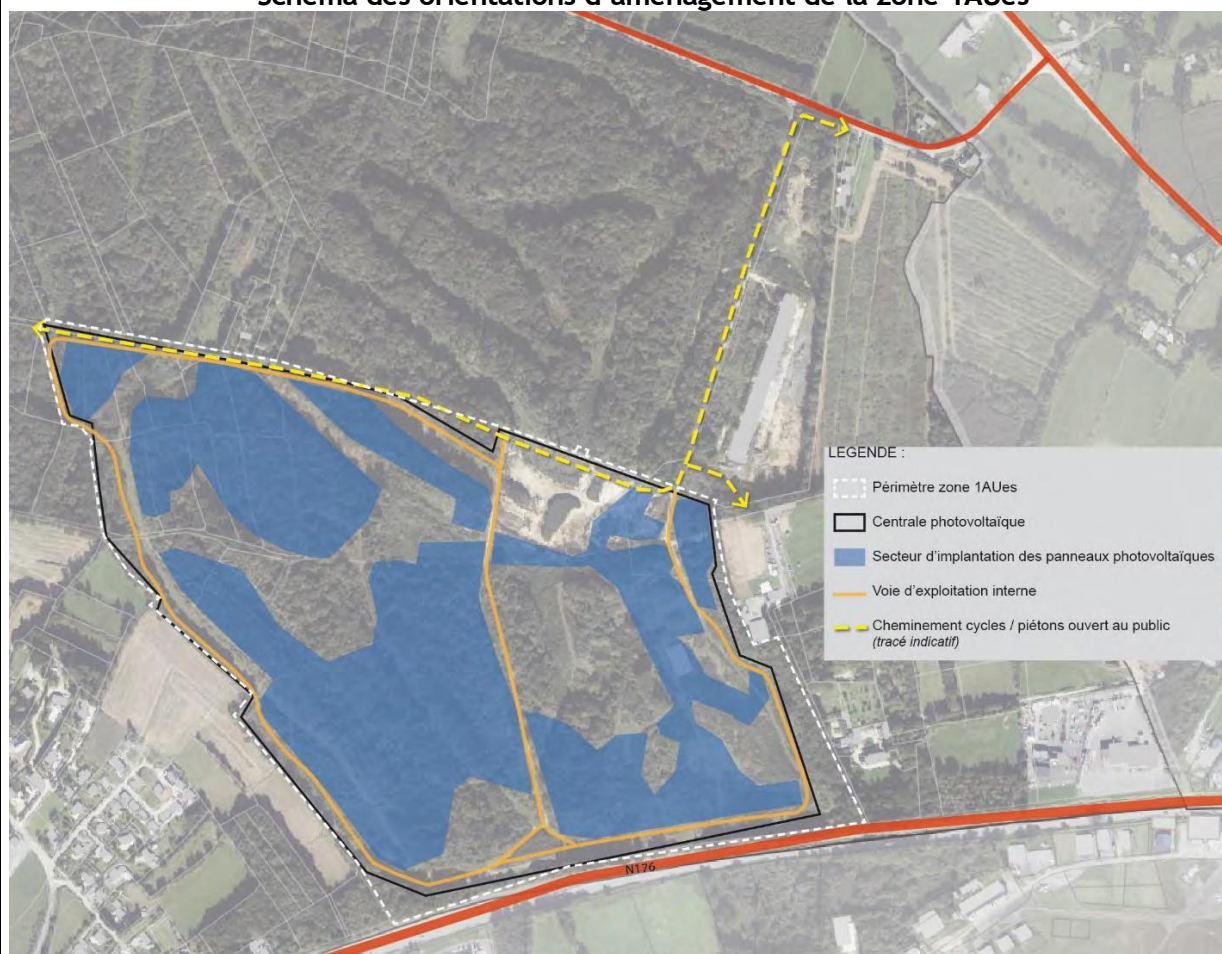 Schéma des orientations d'aménagement de la zone 1AUes
LEGENDE :
Périmètre zone 1AUes
Centrale photovoltaïque
Secteur d'implantation des panneaux photovoltaïques
Voie d'exploitation interne
Cheminement cycles / piétons ouvert au public
(tracé indicatif)
N176